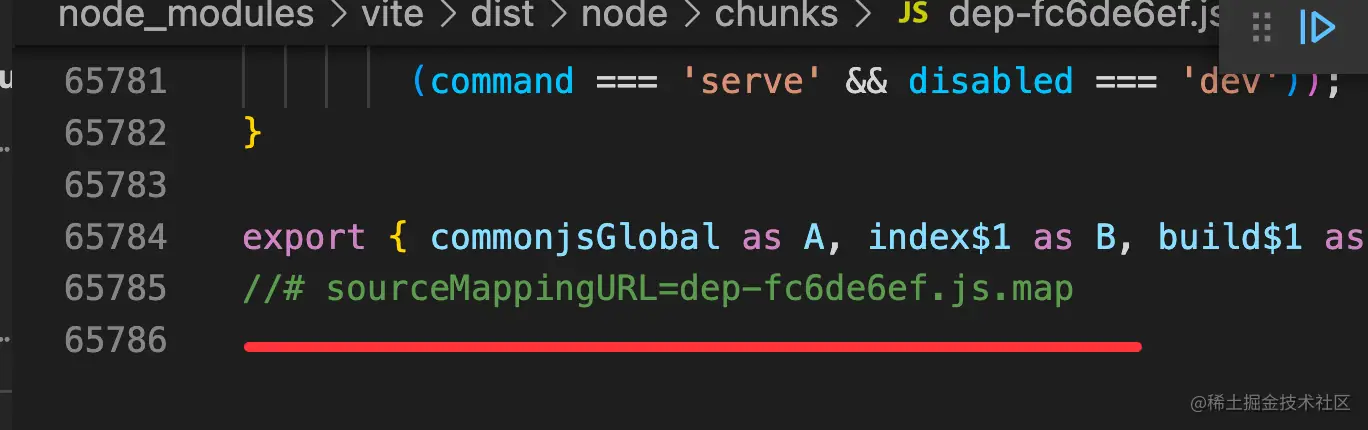 node_modules > vite > dist > node > chunks > JS dep-fc6de6ef.js
65781 (command === 'serve' && disabled === 'dev'));
65782 }
65783
65784 export { commonjsGlobal as A, index$1 as B, build$1 as
65785 //# sourceMappingURL=dep-fc6de6ef.js.map
65786
@稀土掘金技术社区